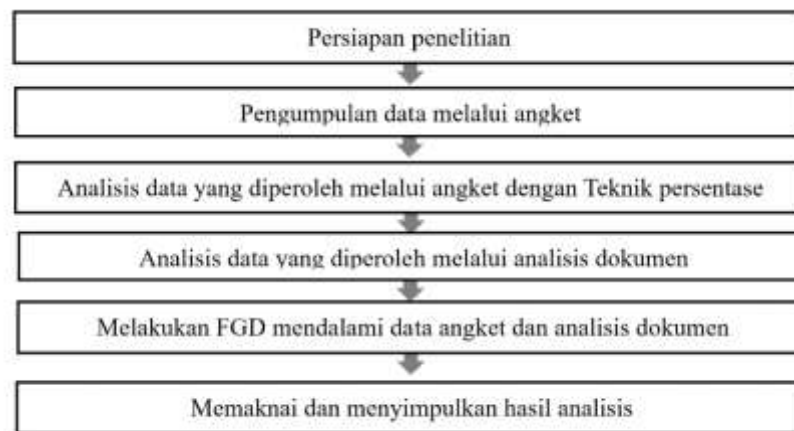 Persiapan penelitian
Pengumpulan data melalui angket
Analisis data yang diperoleh melalui angket dengan Teknik persentase
Analisis data yang diperoleh melalui analisis dokumen
Melakukan FGD mendalami data angket dan analisis dokumen
Memaknai dan menyimpulkan hasil analisis